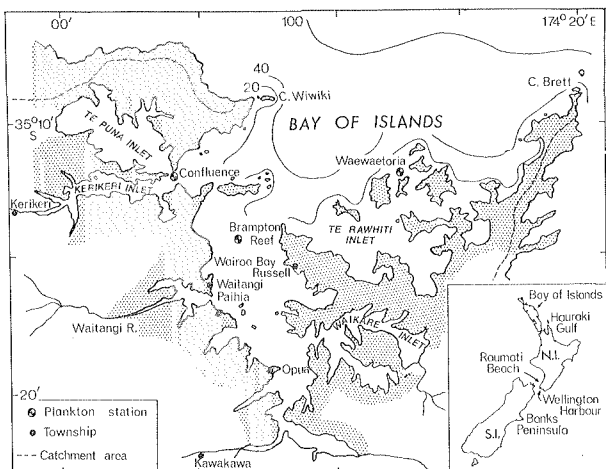 00'
100
174° 20' E
40
20
C. Wiwiki
C. Brett
35° 10'
S
TE PUNA INLET
BAY OF ISLANDS
Waewaetoria
Confluence
KERIKERI INLET
Kerikeri
Brampton
Reef
TE RAWHITI
INLET
Wairoa Bay
Russell
Waitangi
Paihia
Waitangi R.
WAIKARE INLET
Opua
20'
Kawakawa
Plankton station
Township
Catchment area
Bay of Islands
Hauraki
Gulf
N.I.
Raumati
Beach
Wellington
Harbour
Banks
Peninsula
S.I.